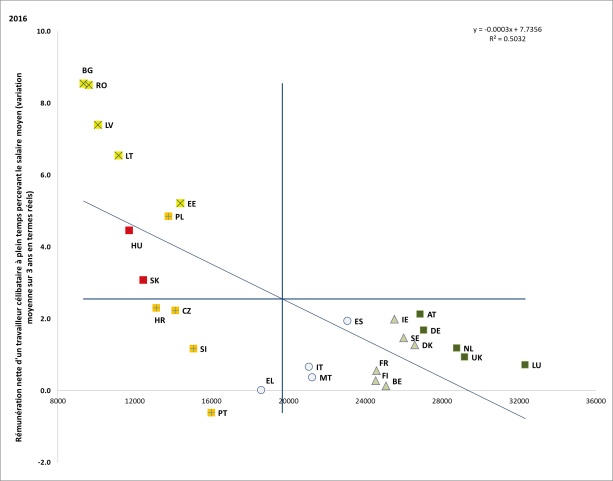 2016
y = -0.0003x + 7.7356
R² = 0.5032
Rémunération nette d'un travailleur célibataire à plein temps percevant le salaire moyen (variation
moyenne sur 3 ans en termes réels)
10.0
8.0
6.0
4.0
2.0
0.0
-2.0
8000 12000 16000 20000 24000 28000 32000 36000
BG
RO
LV
LT
EE
PL
HU
SK
HR
CZ
SI
PT
EL
IT
MT
ES
IE
SE
DK
FR
FI
BE
AT
DE
NL
UK
LU